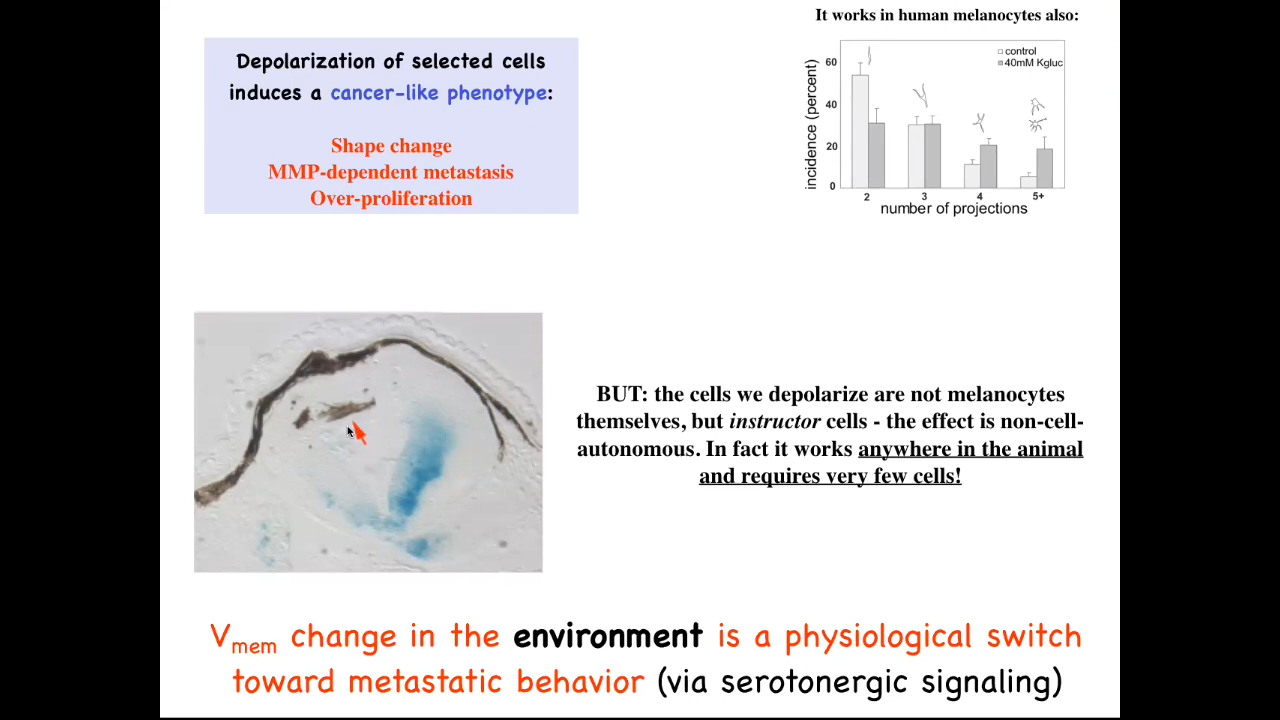 It works in human melanocytes also:
Depolarization of selected cells
induces a cancer-like phenotype:
Shape change
MMP-dependent metastasis
Over-proliferation
control
40mM Kgluc
incidence (percent)
60
40
20
0
2 3 4 5+
number of projections
BUT: the cells we depolarize are not melanocytes
themselves, but instructor cells - the effect is non-cell-
autonomous. In fact it works anywhere in the animal
and requires very few cells!
Vmem change in the environment is a physiological switch
toward metastatic behavior (via serotonergic signaling)